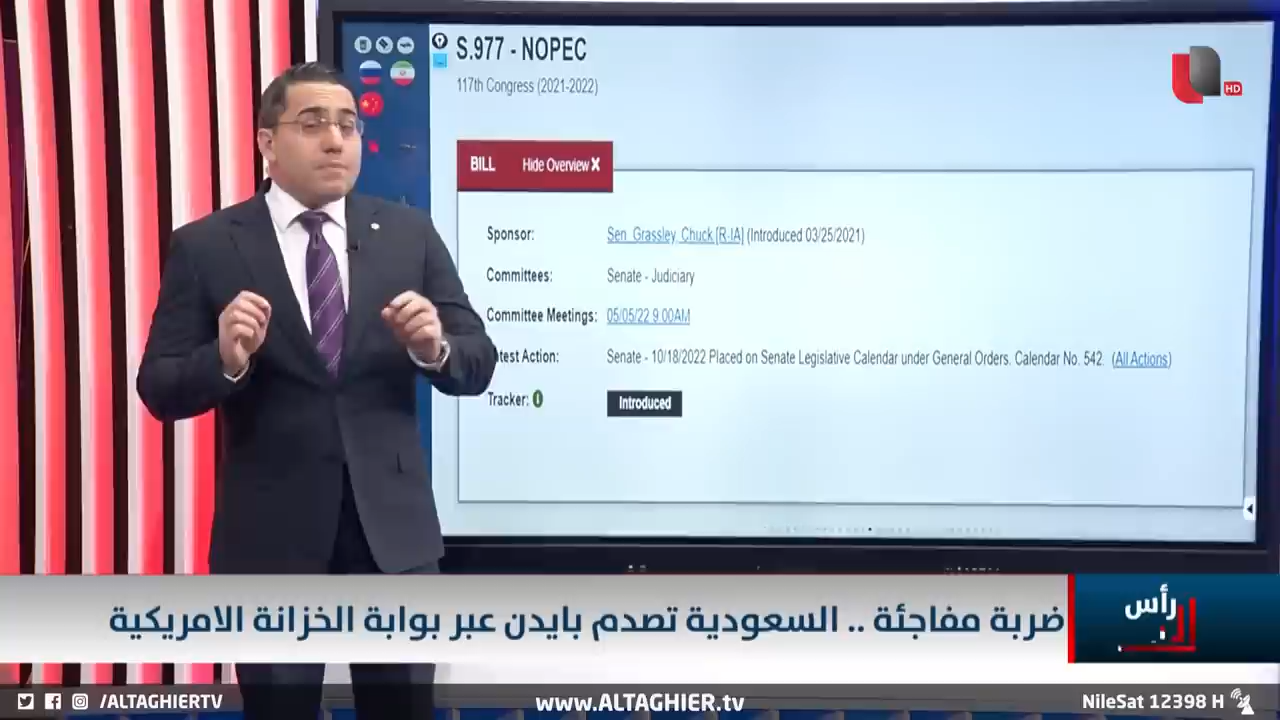 S.977 - NOPEC
117th Congress (2021-2022)
HD
BILL Hide Overview X
Sponsor: Sen. Grassley, Chuck [R-IA] (Introduced 03/25/2021)
Committees: Senate - Judiciary
Committee Meetings: 05/05/22 9:00AM
test Action: Senate - 10/18/2022 Placed on Senate Legislative Calendar under General Orders. Calendar No. 542. (All Actions)
Tracker: Introduced
ضربة مفاجئة .. السعودية تصدم بايدن عبر بوابة الخزانة الامريكية
رأس
/ALTAGHIERTV
www.ALTAGHIER.tv
NileSat 12398 H